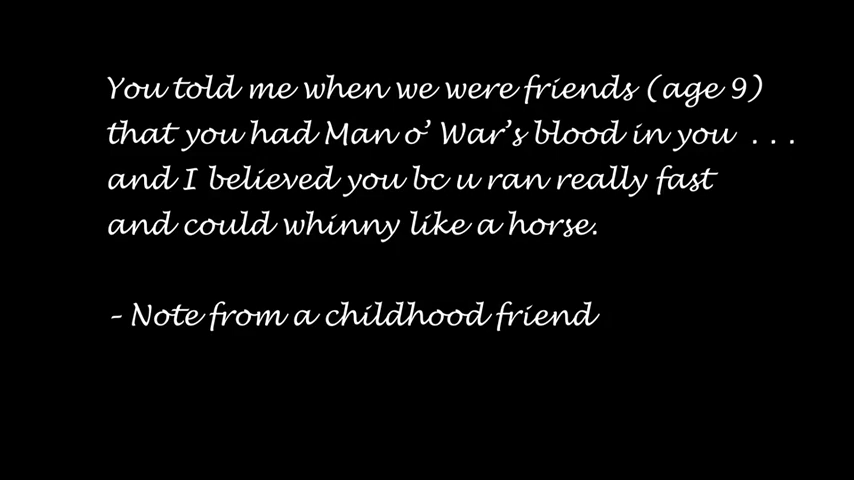 You told me when we were friends (age 9)
that you had Man o’ War’s blood in you . . .
and I believed you bc u ran really fast
and could whinny like a horse.
– Note from a childhood friend